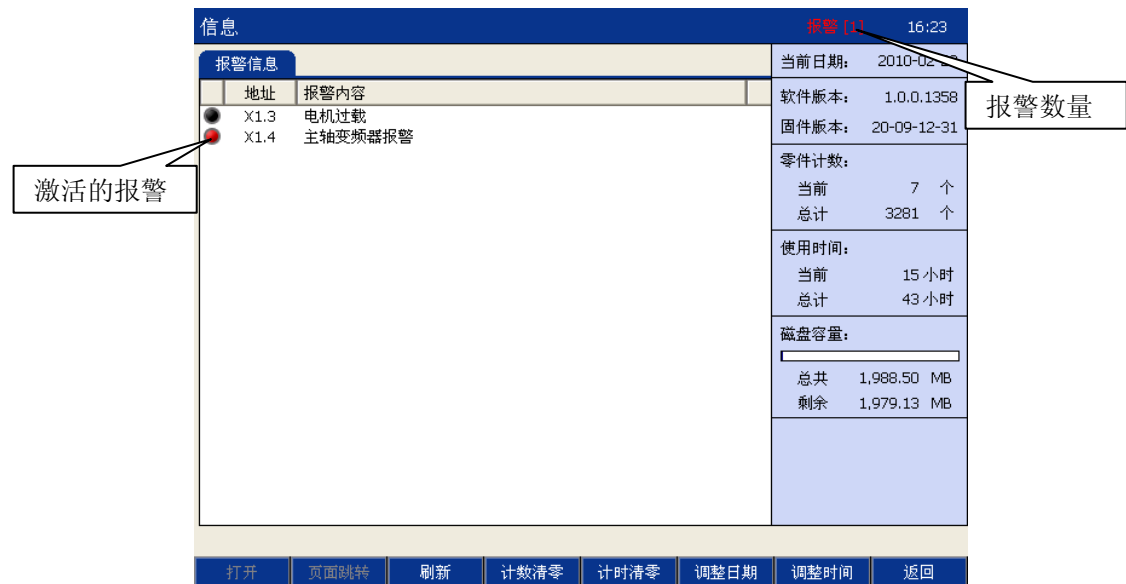 信息 报警 [1] 16:23
报警信息
地址 报警内容
X1.3 电机过载
X1.4 主轴变频器报警
激活的报警
当前日期:
软件版本: 1.0.0.1358
固件版本: 20-09-12-31
零件计数:
当前 7 个
总计 3281 个
使用时间:
当前 15 小时
总计 43 小时
磁盘容量:
总共 1,988.50 MB
剩余 1,979.13 MB
报警数量
打开 页面跳转 刷新 计数清零 计时清零 调整日期 调整时间 返回